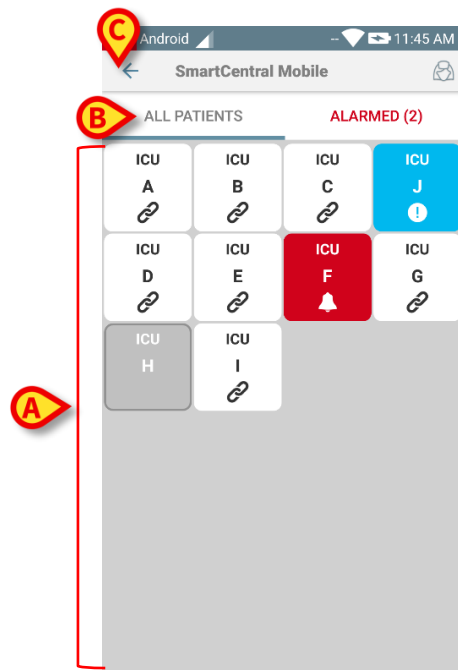 C
Android -- 11:45 AM
SmartCentral Mobile
B
ALL PATIENTS ALARMED (2)
ICU ICU ICU ICU
A B C J
!
ICU ICU ICU ICU
D E F G
ICU ICU
H I
A